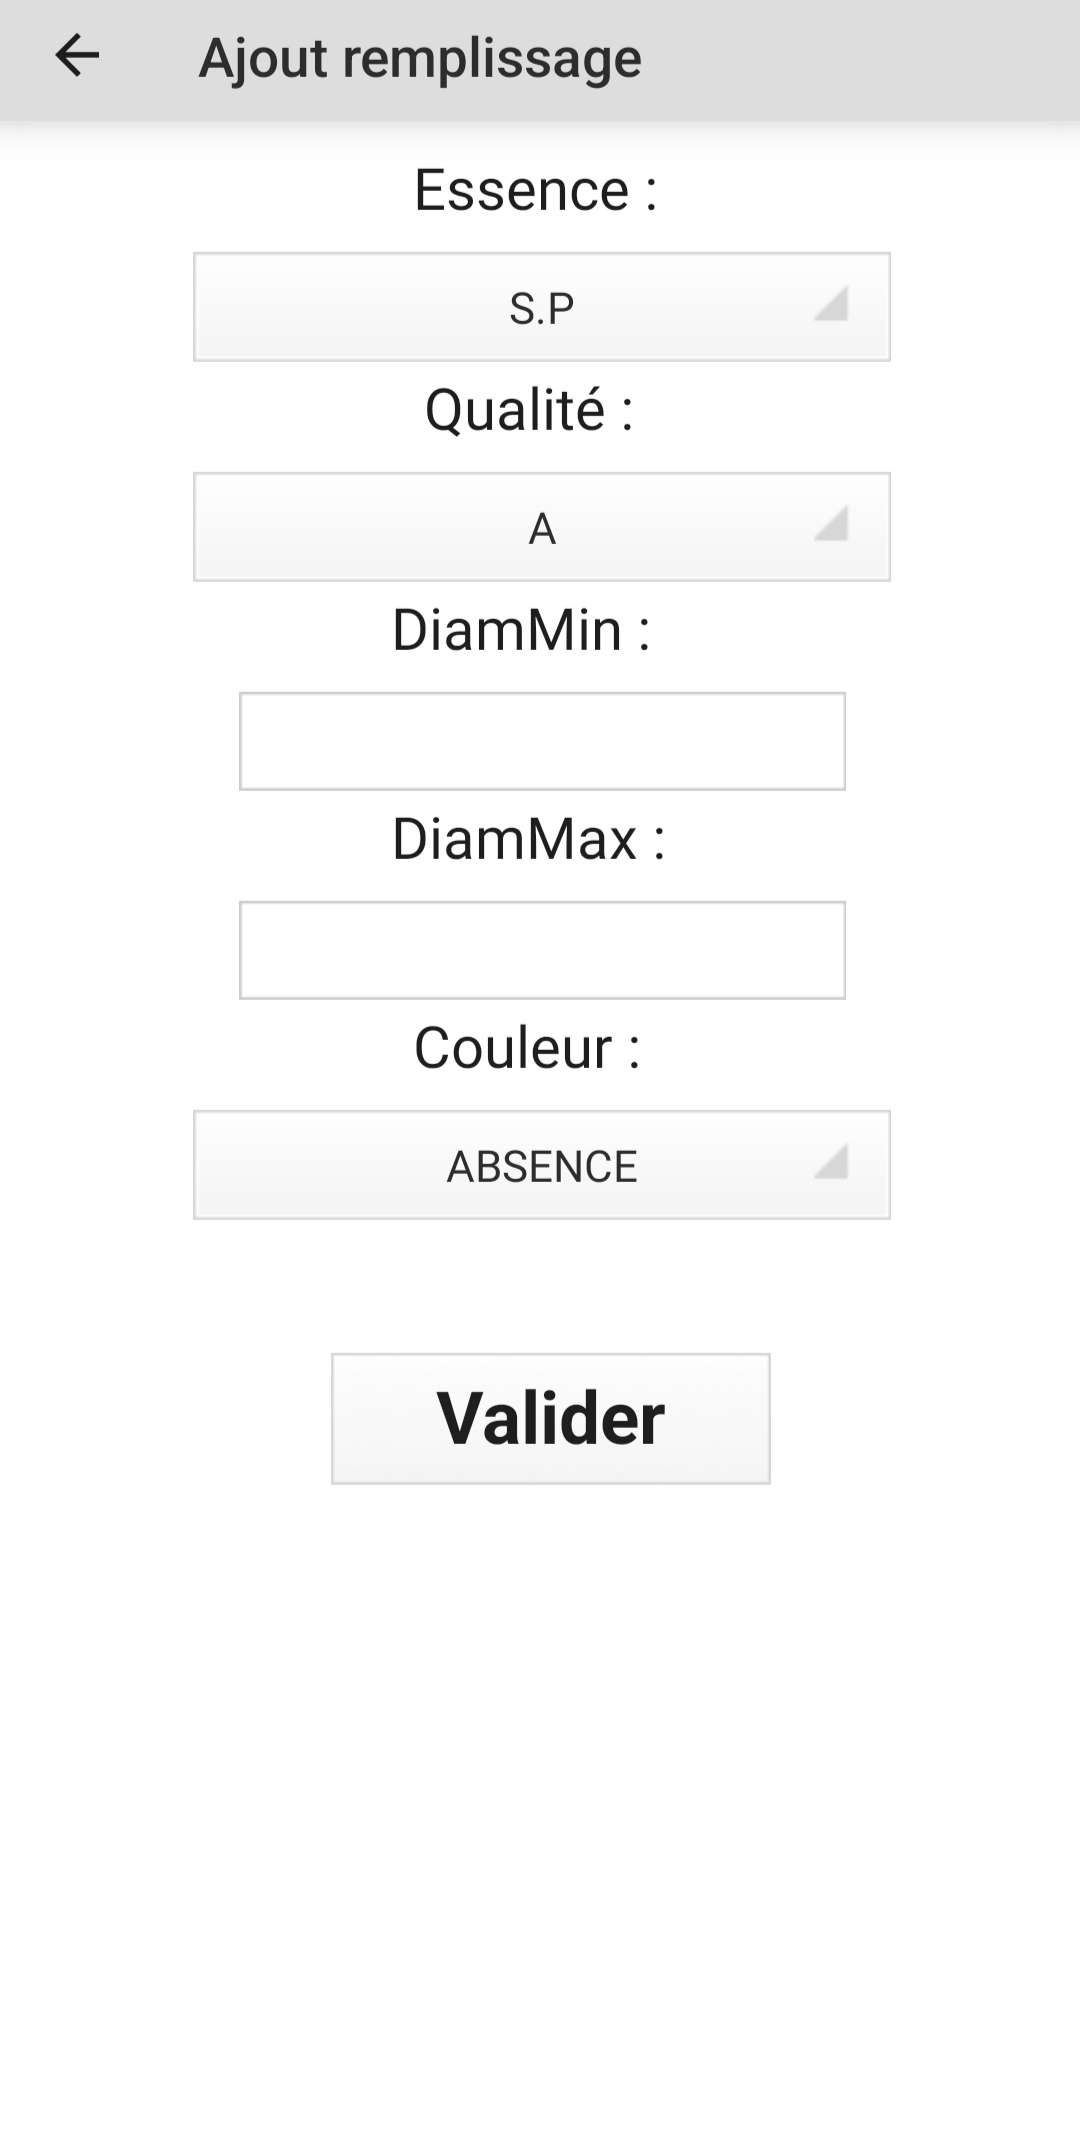 Ajout remplissage
Essence :
S.P
Qualité :
A
DiamMin :
DiamMax :
Couleur :
ABSENCE
Valider